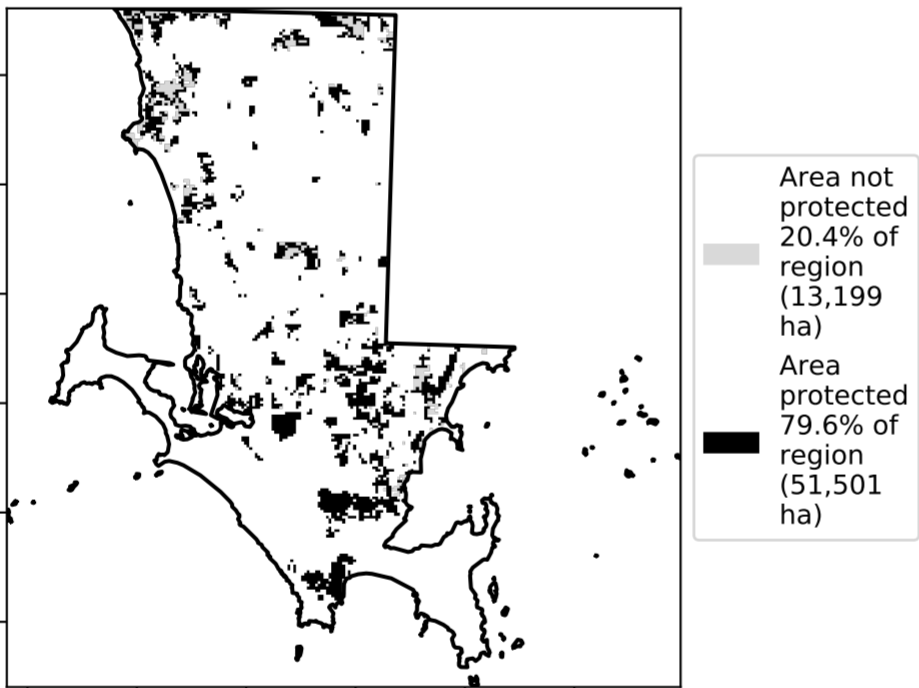 Area not
protected
20.4% of
region
(13,199
ha)
Area
protected
79.6% of
region
(51,501
ha)